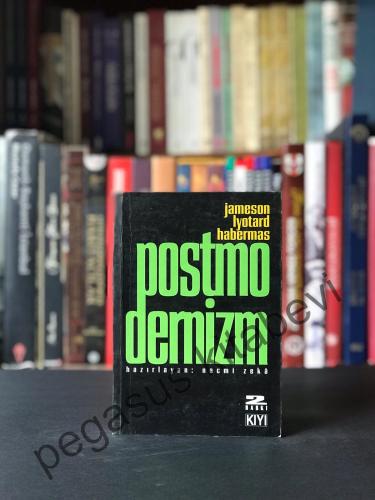 jameson
lyotard
habermas
postmo
dernizm
hazırlayan: necmi zekâ
2
BASKI
KIYI
pegasus kitabevi